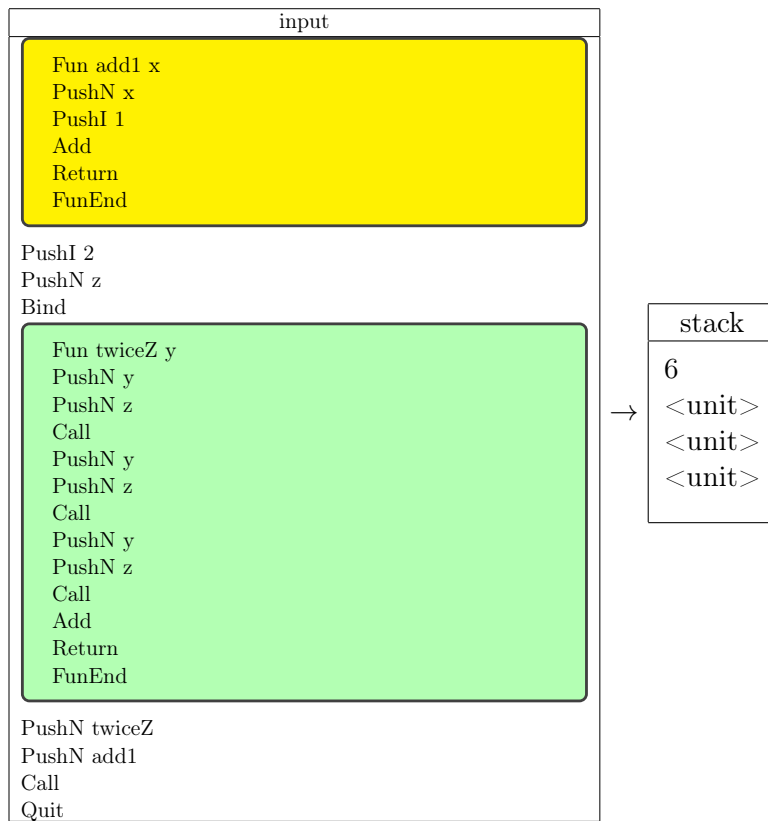 input
Fun add1 x
PushN x
PushI 1
Add
Return
FunEnd
PushI 2
PushN z
Bind
Fun twiceZ y
PushN y
PushN z
Call
PushN y
PushN z
Call
PushN y
PushN z
Call
Add
Return
FunEnd
PushN twiceZ
PushN add1
Call
Quit
→
stack
6
<unit>
<unit>
<unit>